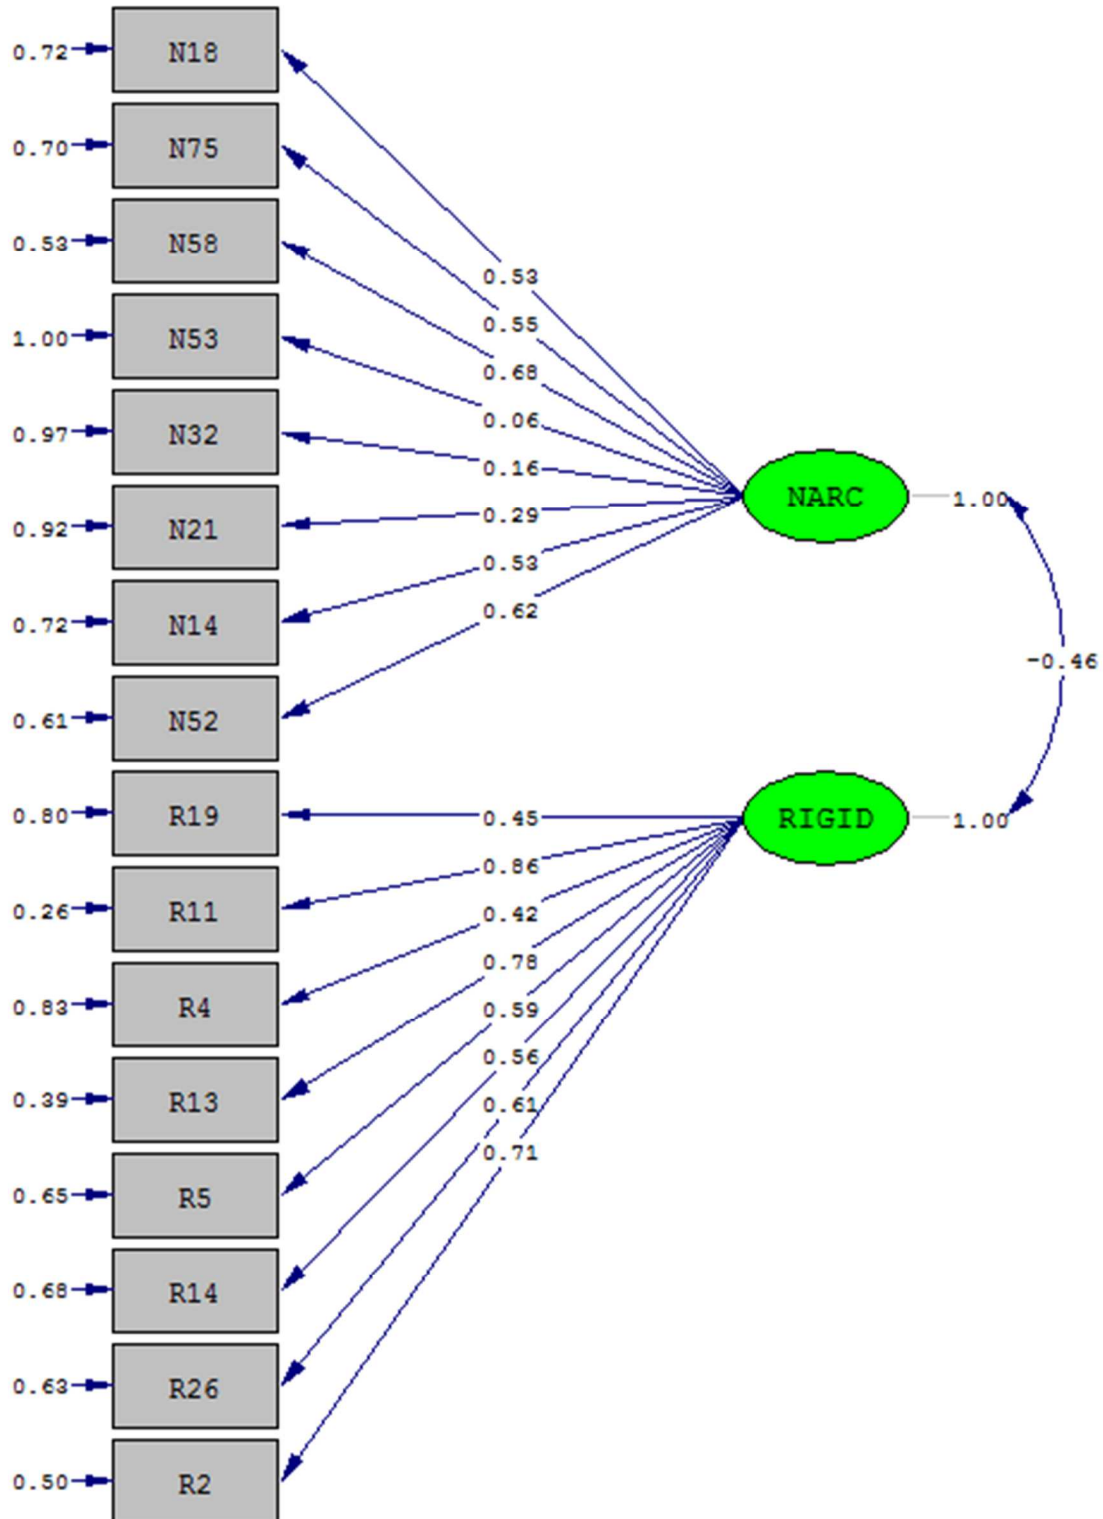 0.72 N18
0.70 N75
0.53 N58
0.53
0.55
1.00 N53
0.68
0.06
0.97 N32
0.16
NARC 1.00
0.92 N21
0.29
0.53
0.72 N14
0.62
-0.46
0.61 N52
0.80 R19
0.45
RIGID 1.00
0.86
0.26 R11
0.42
0.78
0.83 R4
0.59
0.56
0.39 R13
0.61
0.71
0.65 R5
0.68 R14
0.63 R26
0.50 R2